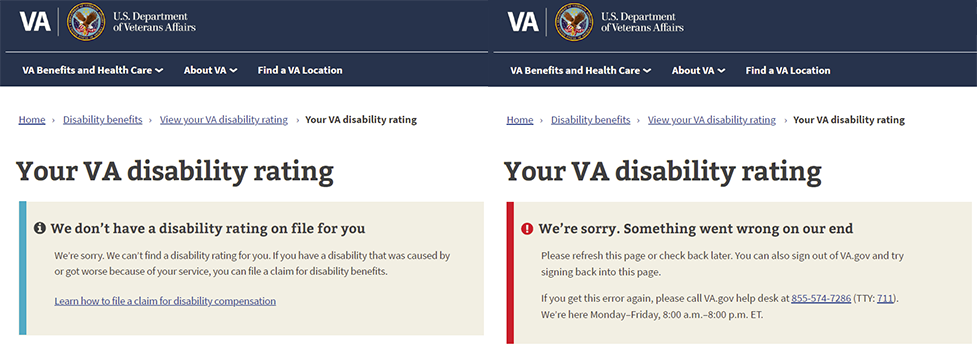 VA
U.S. Department
of Veterans Affairs
VA Benefits and Health Care
About VA
Find a VA Location
Home › Disability benefits › View your VA disability rating › Your VA disability rating
Your VA disability rating
We don't have a disability rating on file for you
We're sorry. We can't find a disability rating for you. If you have a disability that was caused by
or got worse because of your service, you can file a claim for disability benefits.
Learn how to file a claim for disability compensation
VA
U.S. Department
of Veterans Affairs
VA Benefits and Health Care
About VA
Find a VA Location
Home › Disability benefits › View your VA disability rating › Your VA disability rating
Your VA disability rating
We're sorry. Something went wrong on our end
Please refresh this page or check back later. You can also sign out of VA.gov and try
signing back into this page.
If you get this error again, please call VA.gov help desk at 855-574-7286 (TTY: 711).
We're here Monday–Friday, 8:00 a.m.–8:00 p.m. ET.